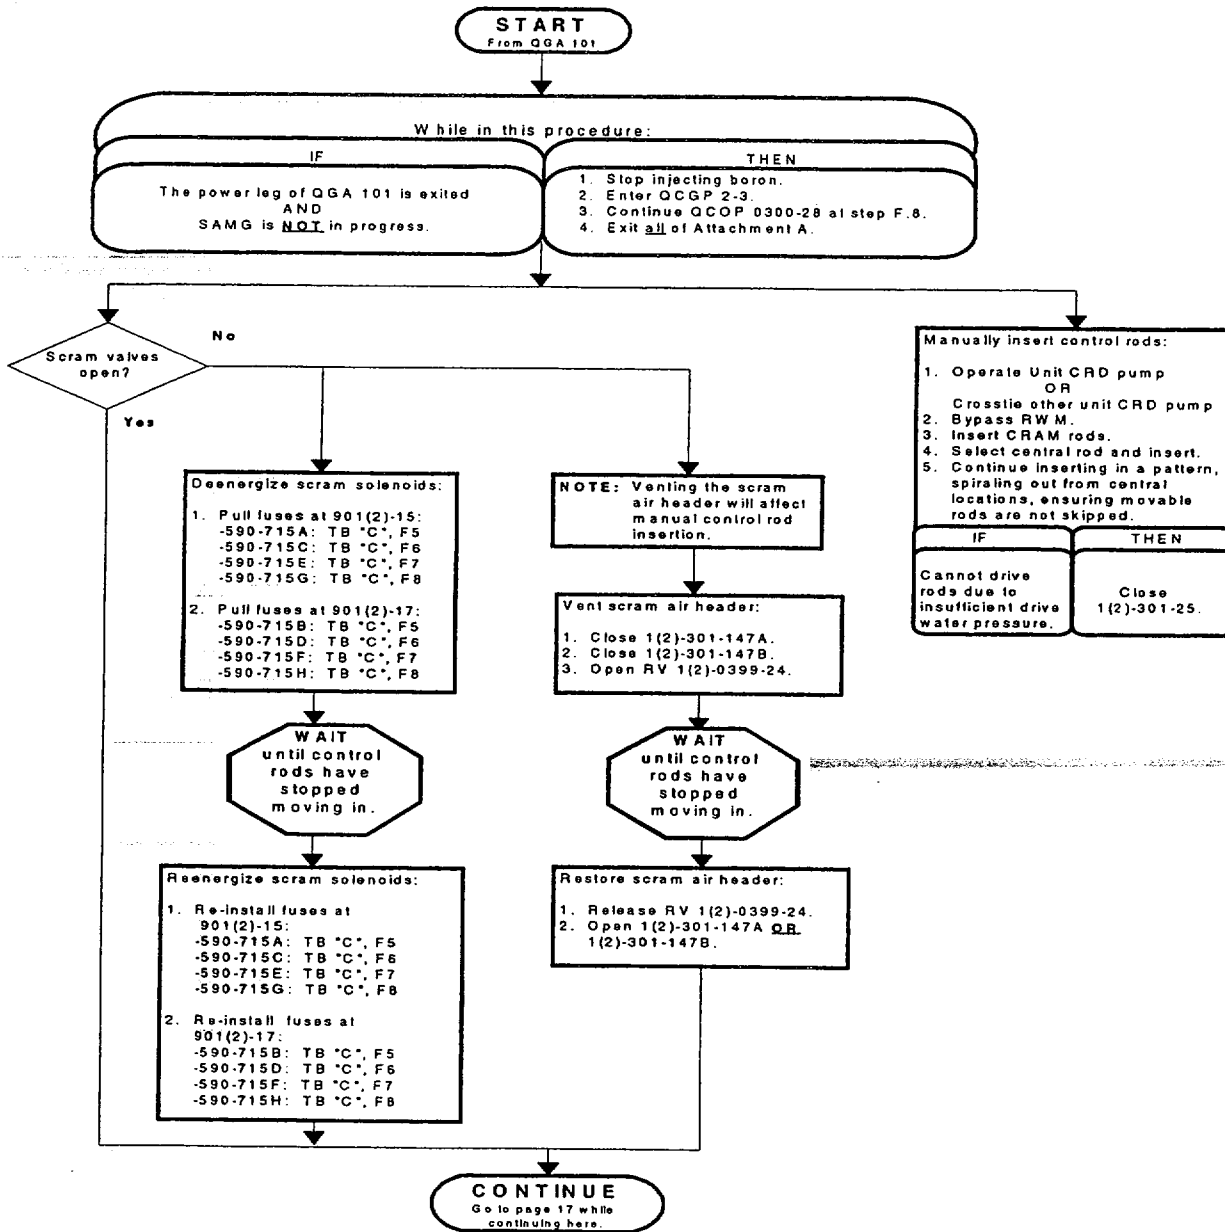 START
From QGA 101
While in this procedure:
IF
The power leg of QGA 101 is exited
AND
SAMG is NOT in progress.
THEN
1. Stop injecting boron.
2. Enter QCGP 2-3.
3. Continue QCOP 0300-28 at step F.8.
4. Exit all of Attachment A.
Scram valves
open?
No
Yes
Deenergize scram solenoids:
1. Pull fuses at 901(2)-15:
-590-715A: TB "C", F5
-590-715C: TB "C", F6
-590-715E: TB "C", F7
-590-715G: TB "C", F8
2. Pull fuses at 901(2)-17:
-590-715B: TB "C", F5
-590-715D: TB "C", F6
-590-715F: TB "C", F7
-590-715H: TB "C", F8
WAIT
until control
rods have
stopped
moving in.
Reenergize scram solenoids:
1. Re-install fuses at
901(2)-15:
-590-715A: TB "C", F5
-590-715C: TB "C", F6
-590-715E: TB "C", F7
-590-715G: TB "C", F8
2. Re-install fuses at
901(2)-17:
-590-715B: TB "C", F5
-590-715D: TB "C", F6
-590-715F: TB "C", F7
-590-715H: TB "C", F8
NOTE: Venting the scram
air header will affect
manual control rod
insertion.
Vent scram air header:
1. Close 1(2)-301-147A.
2. Close 1(2)-301-147B.
3. Open RV 1(2)-0399-24.
WAIT
until control
rods have
stopped
moving in.
Restore scram air header:
1. Release RV 1(2)-0399-24.
2. Open 1(2)-301-147A OR
1(2)-301-147B.
Manually insert control rods:
1. Operate Unit CRD pump
OR
Crosstie other unit CRD pump
2. Bypass RWM.
3. Insert CRAM rods.
4. Select central rod and insert.
5. Continue inserting in a pattern,
spiraling out from central
locations, ensuring movable
rods are not skipped.
IF
Cannot drive
rods due to
insufficient drive
water pressure.
THEN
Close
1(2)-301-25.
CONTINUE
Go to page 17 while
continuing here.